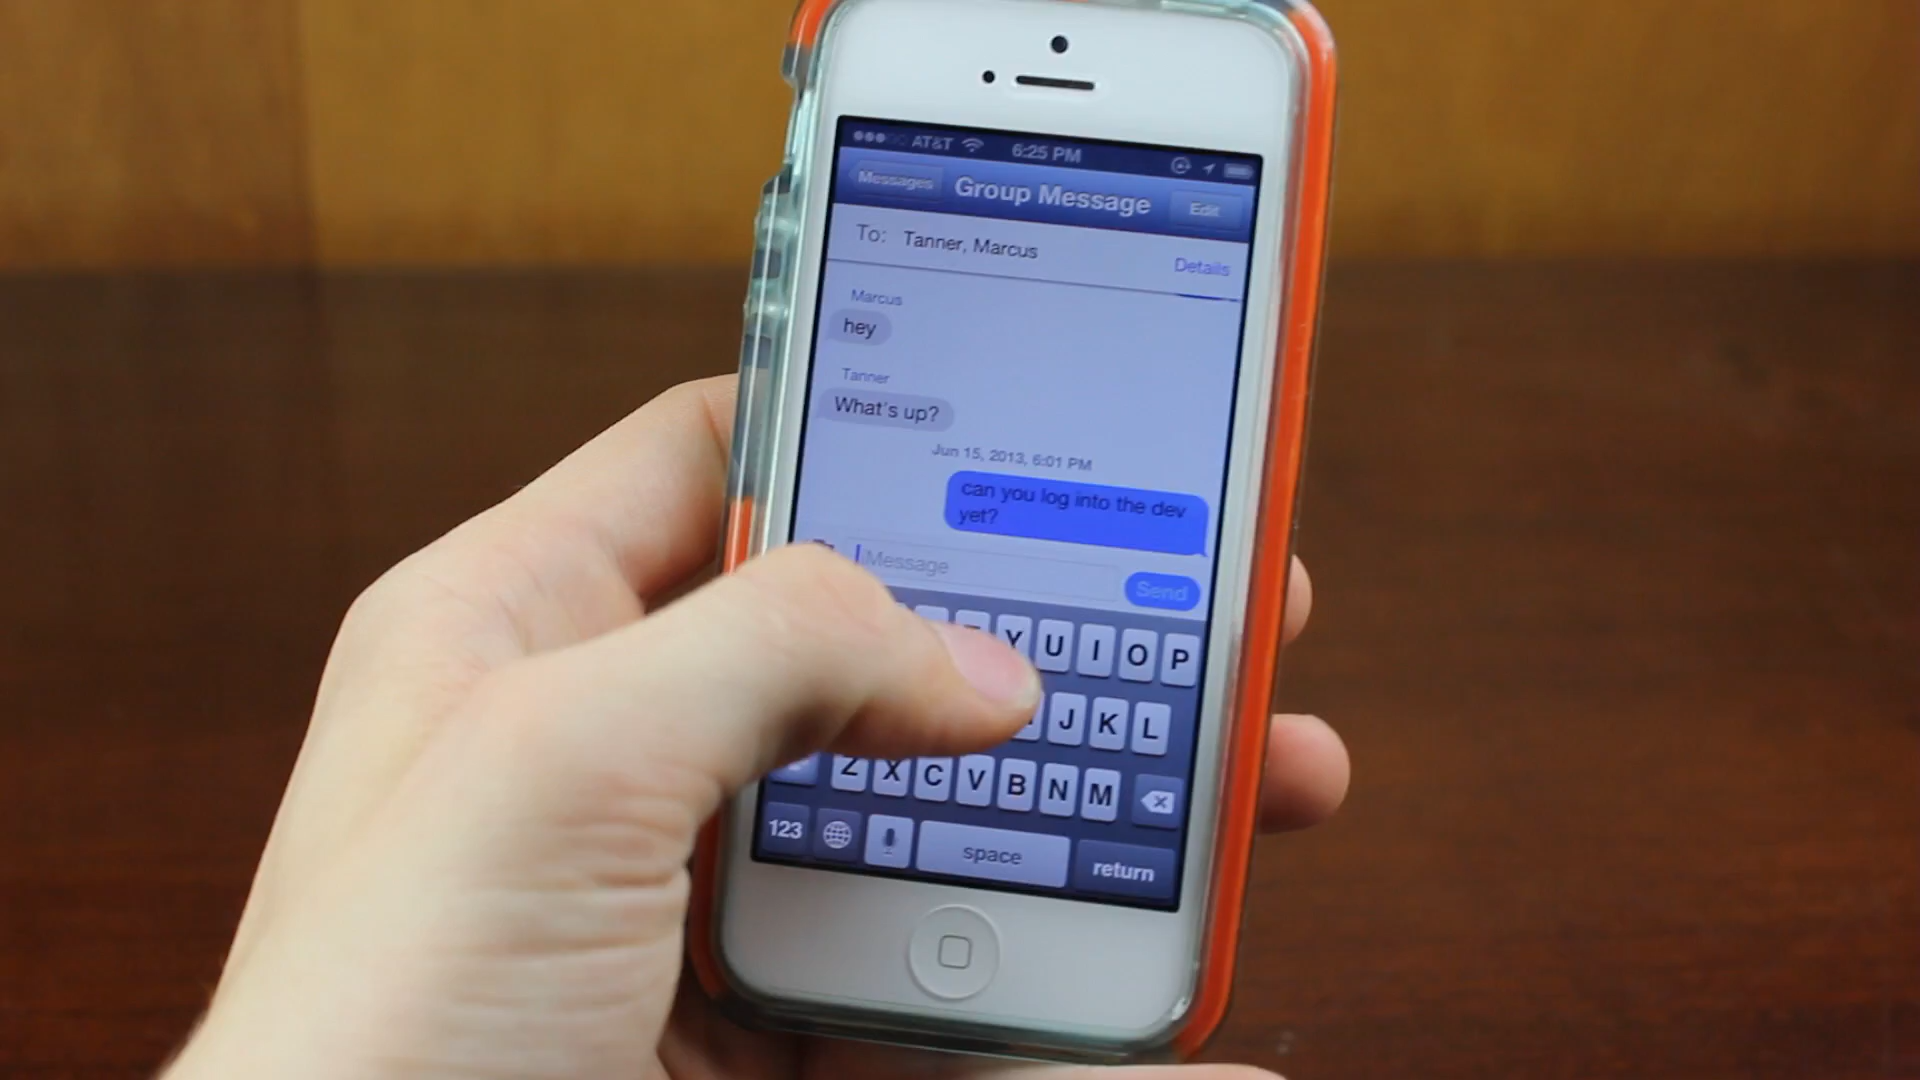 AT&T 6:25 PM
Messages Group Message Edit
To: Tanner, Marcus Details
Marcus
hey
Tanner
What's up?
Jun 15, 2013, 6:01 PM
can you log into the dev
yet?
Message Send
Y U I O P
J K L
Z X C V B N M
123 space return